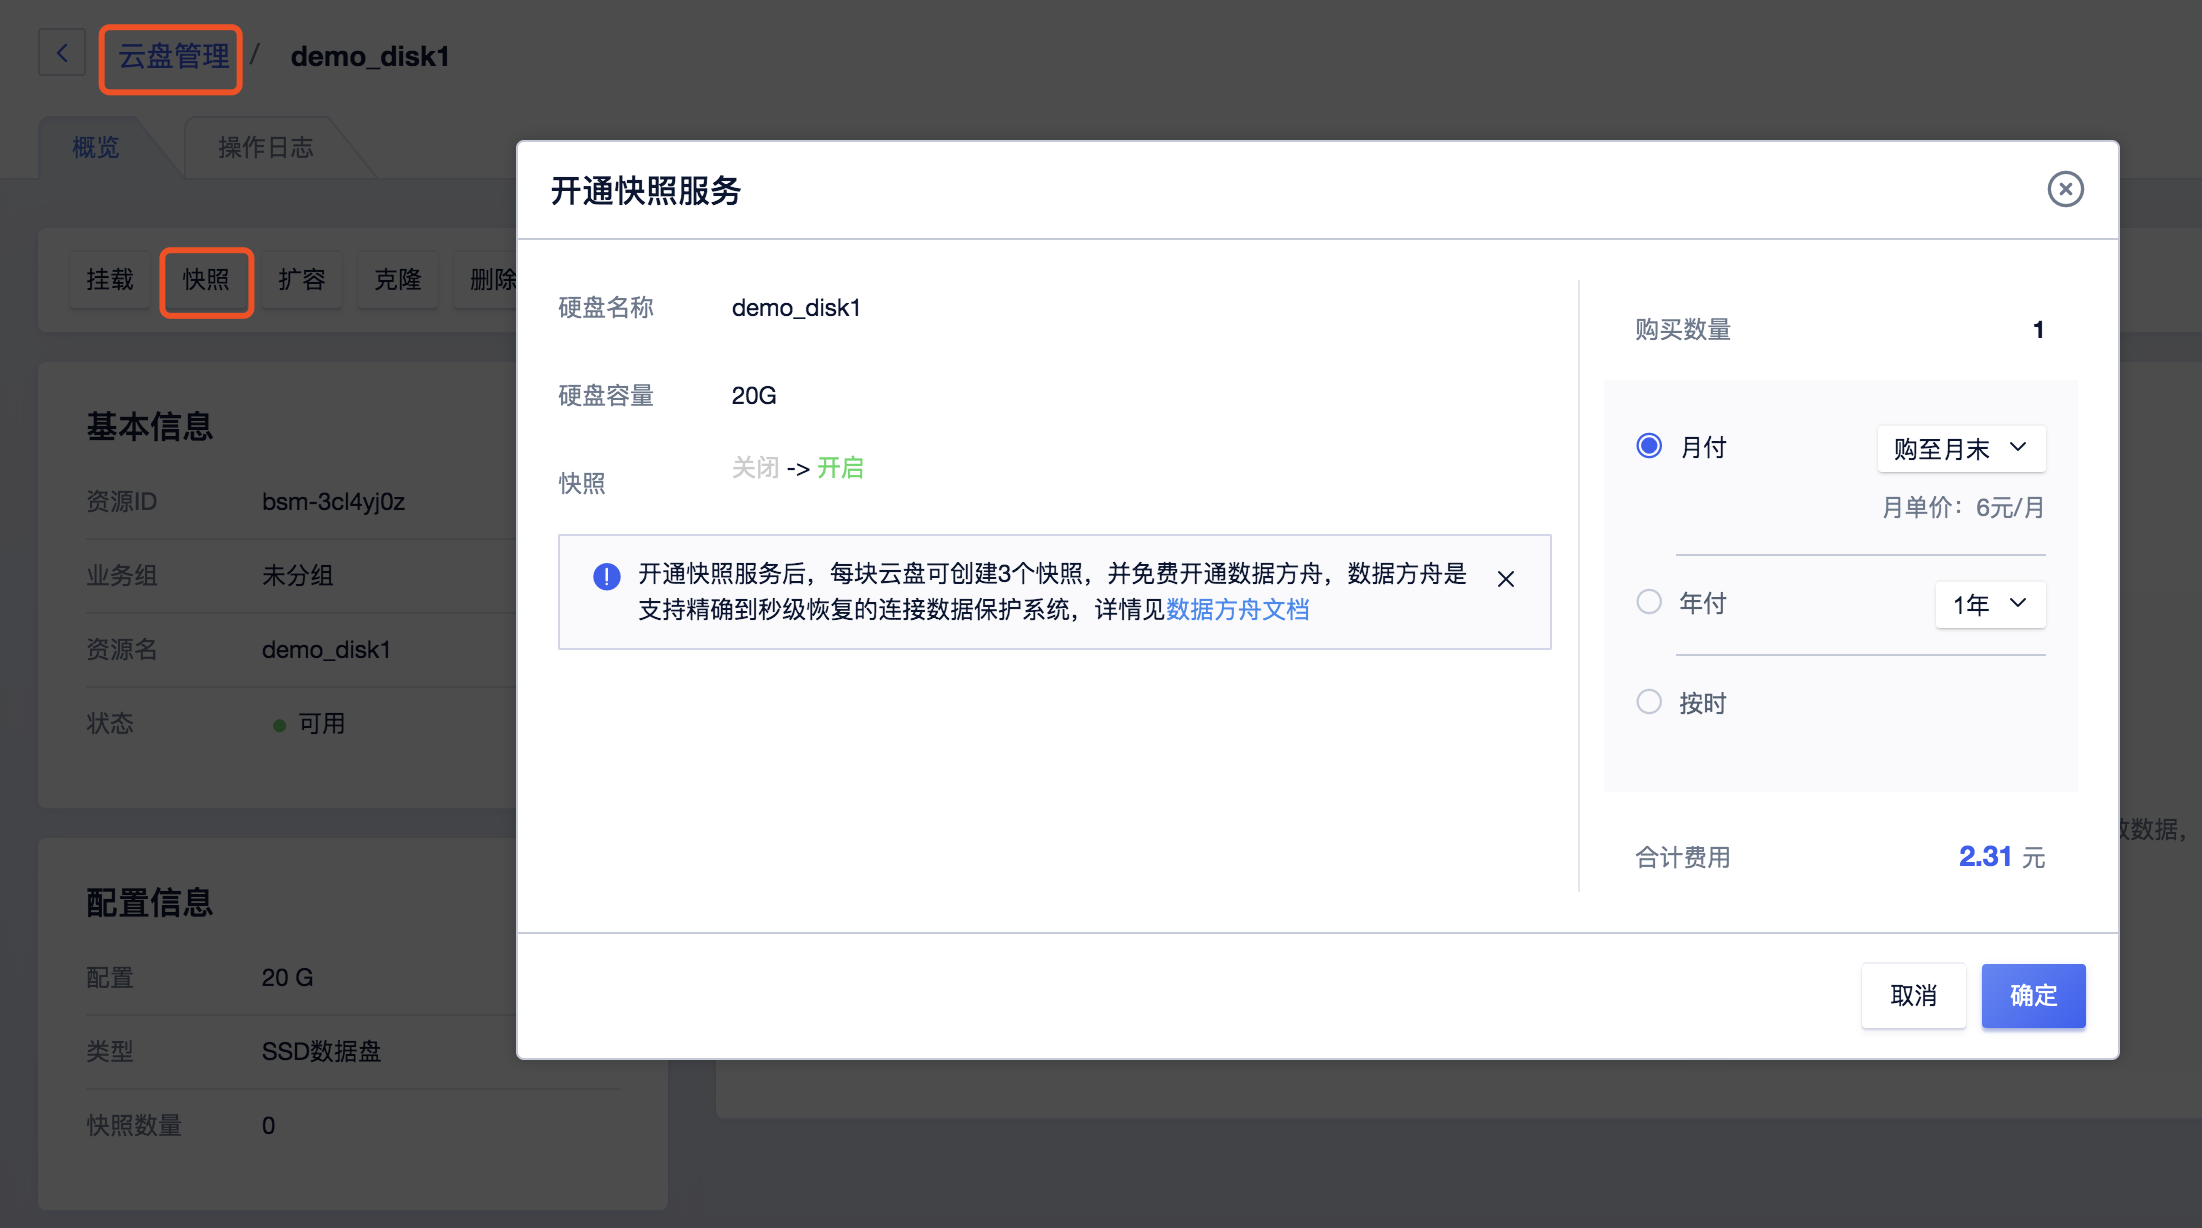 云盘管理 / demo_disk1
概览 操作日志
挂载 快照 扩容 克隆 删除
基本信息
资源ID bsm-3cl4yj0z
业务组 未分组
资源名 demo_disk1
状态 可用
配置信息
配置 20 G
类型 SSD数据盘
快照数量 0
开通快照服务
硬盘名称 demo_disk1
硬盘容量 20G
快照 关闭 -> 开启
开通快照服务后，每块云盘可创建3个快照，并免费开通数据方舟，数据方舟是
支持精确到秒级恢复的连接数据保护系统，详情见数据方舟文档
购买数量 1
月付 购至月末
月单价：6元/月
年付 1年
按时
合计费用 2.31 元
取消 确定
数据，